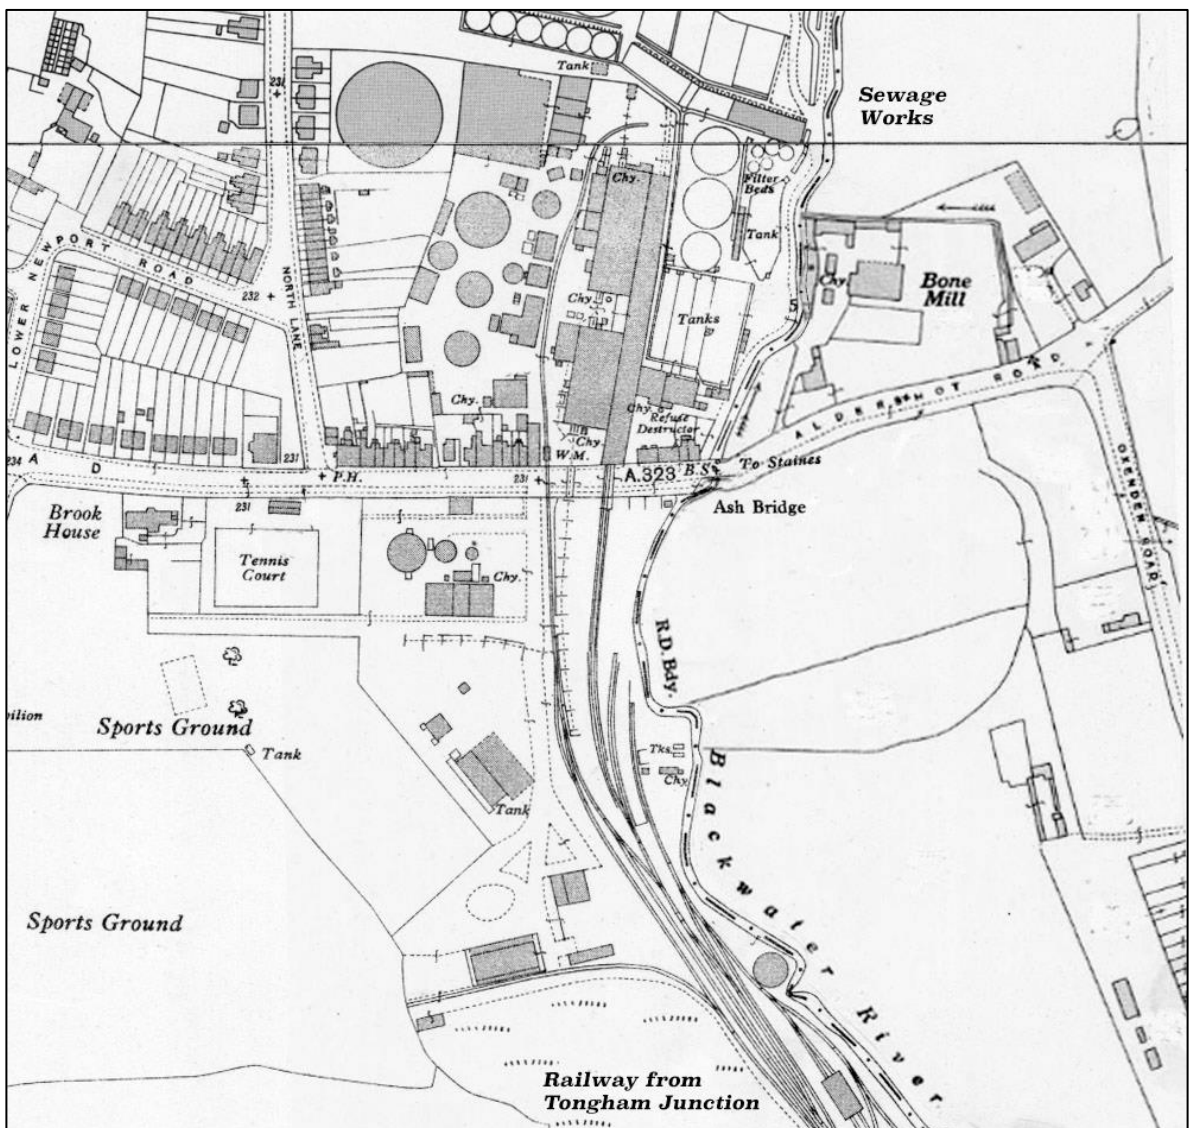 Tank
231
Sewage
Works
Chy.
Filter
Beds
Tank
LOWER NEWPORT ROAD
NORTH LANE
232
Chy.
Bone
Mill
Chy.
5
Tanks
ALDERSHOT ROAD
OXENDEN ROAD
Chy.
Chy.
Refuse
Destructor
Chy.
W.M.
234
A D
231
P.H.
231
A.323
B.S.
To Staines
Ash Bridge
231
Brook
House
Tennis
Court
Chy.
R.D. Bdy.
Sports Ground
Tank
Tks.
Chy.
Tank
Blackwater River
Sports Ground
Railway from
Tongham Junction